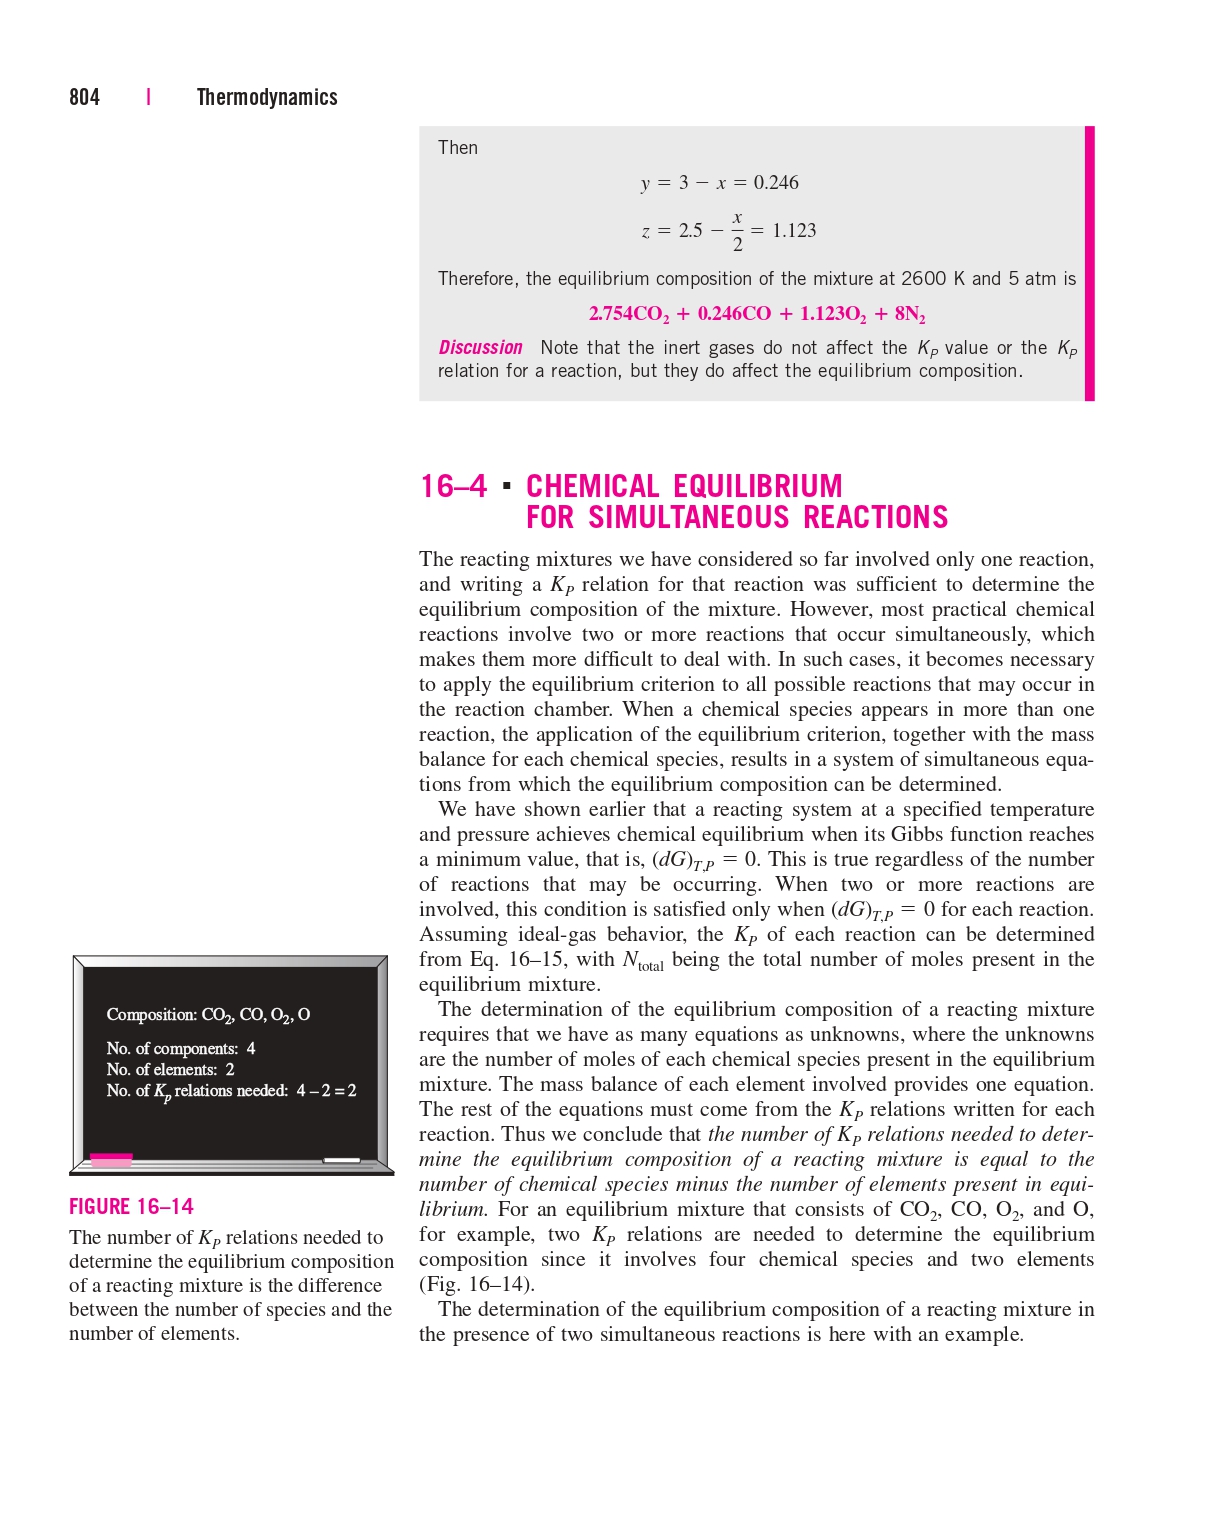 804 | Thermodynamics
Then
y = 3 − x = 0.246
z = 2.5 − x/2 = 1.123
Therefore, the equilibrium composition of the mixture at 2600 K and 5 atm is
2.754CO₂ + 0.246CO + 1.123O₂ + 8N₂
Discussion Note that the inert gases do not affect the K_P value or the K_P
relation for a reaction, but they do affect the equilibrium composition.
16–4 ▪ CHEMICAL EQUILIBRIUM
FOR SIMULTANEOUS REACTIONS
The reacting mixtures we have considered so far involved only one reaction,
and writing a K_P relation for that reaction was sufficient to determine the
equilibrium composition of the mixture. However, most practical chemical
reactions involve two or more reactions that occur simultaneously, which
makes them more difficult to deal with. In such cases, it becomes necessary
to apply the equilibrium criterion to all possible reactions that may occur in
the reaction chamber. When a chemical species appears in more than one
reaction, the application of the equilibrium criterion, together with the mass
balance for each chemical species, results in a system of simultaneous equa-
tions from which the equilibrium composition can be determined.
We have shown earlier that a reacting system at a specified temperature
and pressure achieves chemical equilibrium when its Gibbs function reaches
a minimum value, that is, (dG)_T,P = 0. This is true regardless of the number
of reactions that may be occurring. When two or more reactions are
involved, this condition is satisfied only when (dG)_T,P = 0 for each reaction.
Assuming ideal-gas behavior, the K_P of each reaction can be determined
from Eq. 16–15, with N_total being the total number of moles present in the
equilibrium mixture.
The determination of the equilibrium composition of a reacting mixture
requires that we have as many equations as unknowns, where the unknowns
are the number of moles of each chemical species present in the equilibrium
mixture. The mass balance of each element involved provides one equation.
The rest of the equations must come from the K_P relations written for each
reaction. Thus we conclude that the number of K_P relations needed to deter-
mine the equilibrium composition of a reacting mixture is equal to the
number of chemical species minus the number of elements present in equi-
librium. For an equilibrium mixture that consists of CO₂, CO, O₂, and O,
for example, two K_P relations are needed to determine the equilibrium
composition since it involves four chemical species and two elements
(Fig. 16–14).
The determination of the equilibrium composition of a reacting mixture in
the presence of two simultaneous reactions is here with an example.
Composition: CO₂, CO, O₂, O
No. of components: 4
No. of elements: 2
No. of K_p relations needed: 4 – 2 = 2
FIGURE 16–14
The number of K_P relations needed to
determine the equilibrium composition
of a reacting mixture is the difference
between the number of species and the
number of elements.